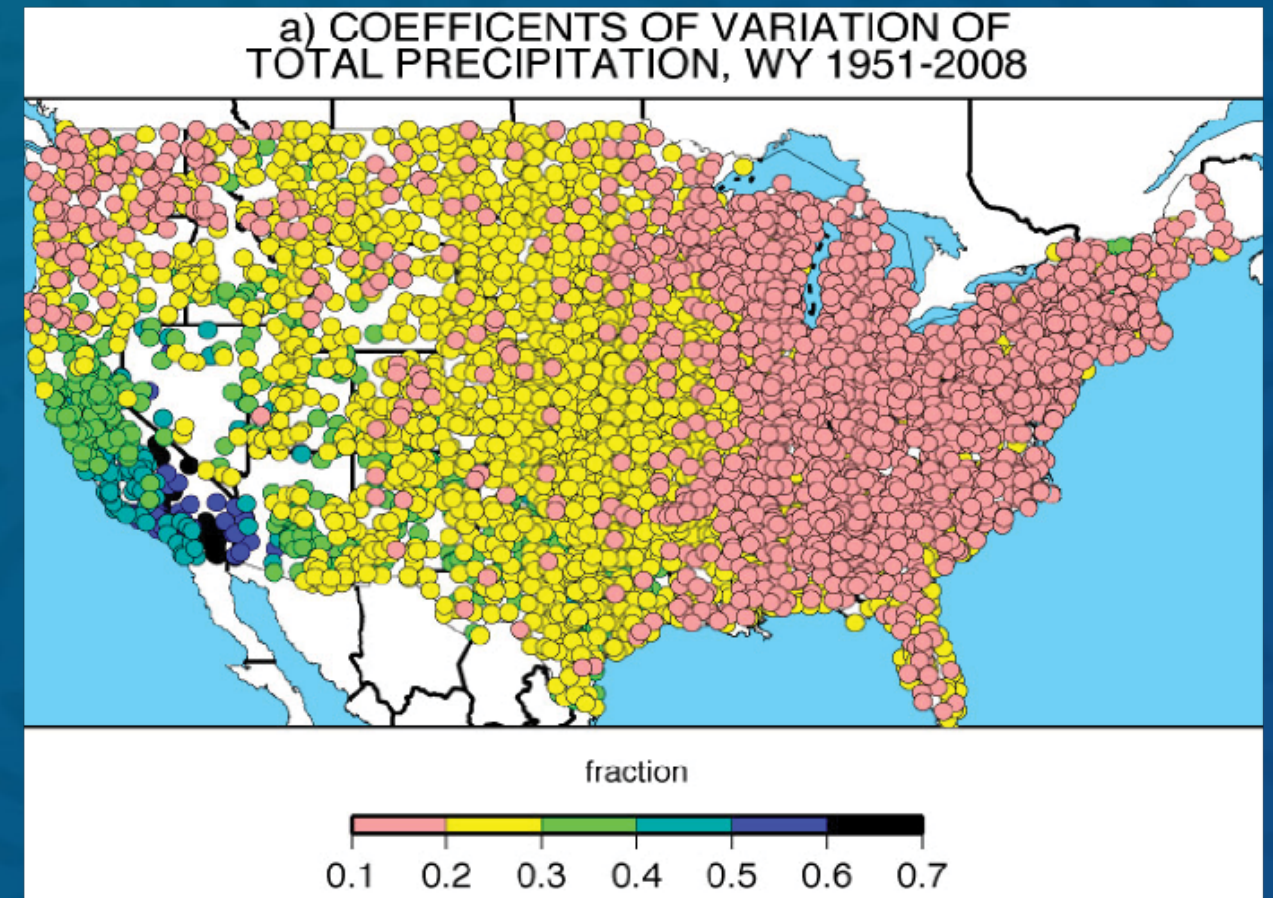 a) COEFFICENTS OF VARIATION OF
TOTAL PRECIPITATION, WY 1951-2008
fraction
0.1 0.2 0.3 0.4 0.5 0.6 0.7